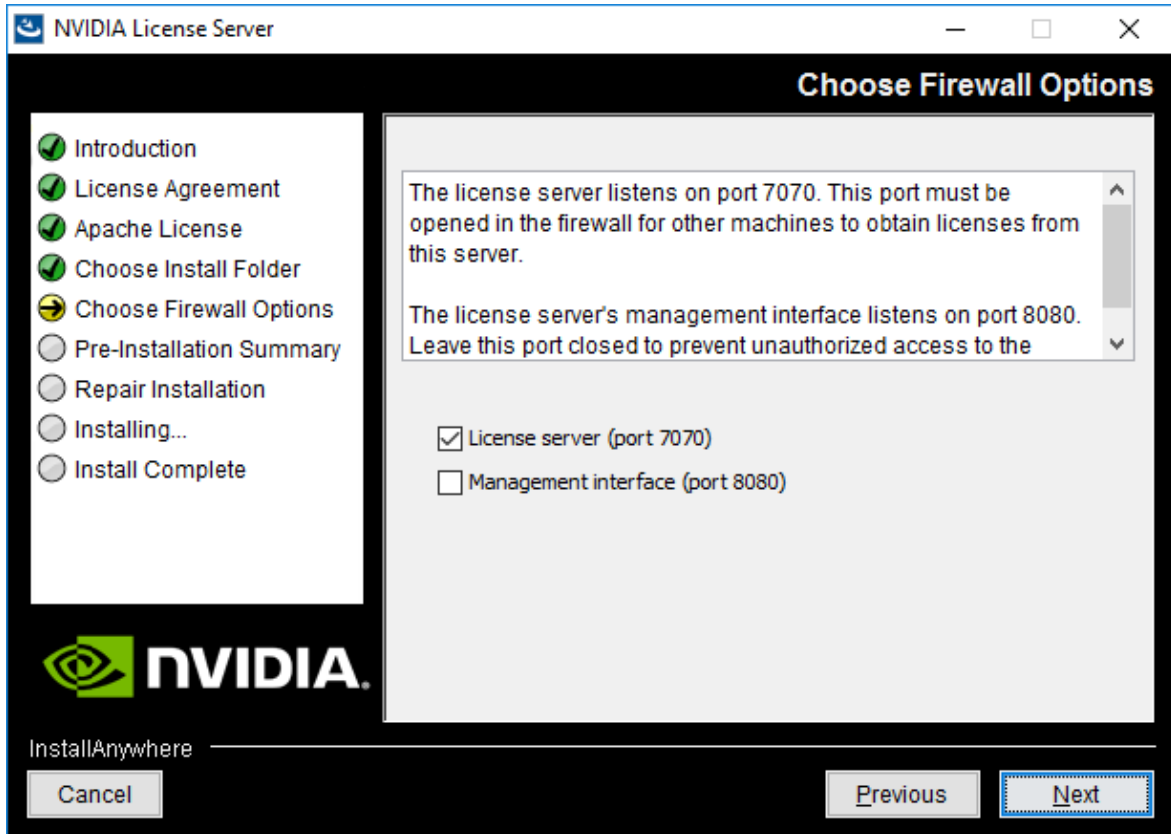 NVIDIA License Server
Choose Firewall Options
Introduction
License Agreement
Apache License
Choose Install Folder
Choose Firewall Options
Pre-Installation Summary
Repair Installation
Installing...
Install Complete
The license server listens on port 7070. This port must be
opened in the firewall for other machines to obtain licenses from
this server.
The license server's management interface listens on port 8080.
Leave this port closed to prevent unauthorized access to the
License server (port 7070)
Management interface (port 8080)
NVIDIA.
InstallAnywhere
Cancel
Previous
Next